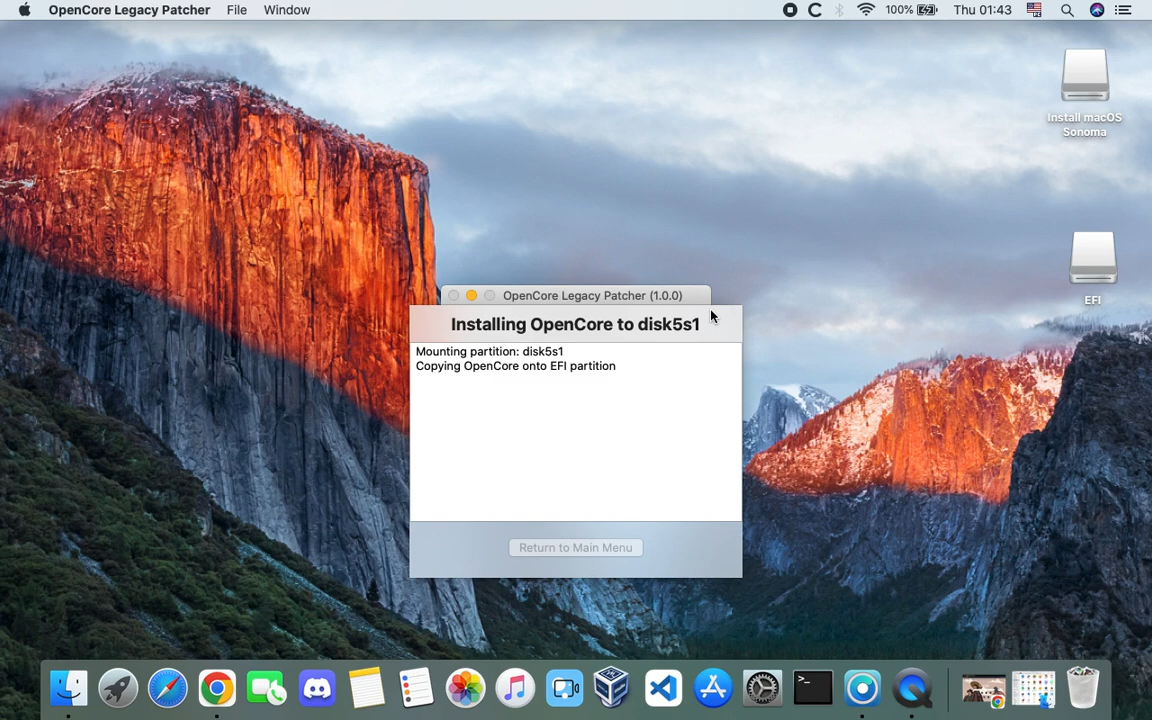 OpenCore Legacy Patcher File Window 100% Thu 01:43
Install macOS
Sonoma
EFI
OpenCore Legacy Patcher (1.0.0)
Installing OpenCore to disk5s1
Mounting partition: disk5s1
Copying OpenCore onto EFI partition
Return to Main Menu
>_